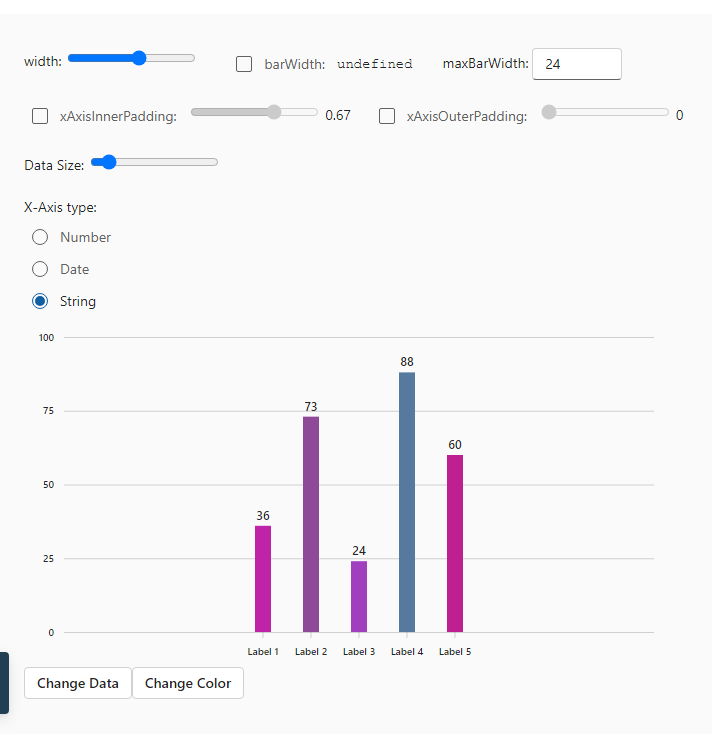 width: barWidth: undefined maxBarWidth: 24
xAxisInnerPadding: 0.67 xAxisOuterPadding: 0
Data Size:
X-Axis type:
Number
Date
String
100
88
73
75
60
50
36
24
25
0
Label 1 Label 2 Label 3 Label 4 Label 5
Change Data Change Color